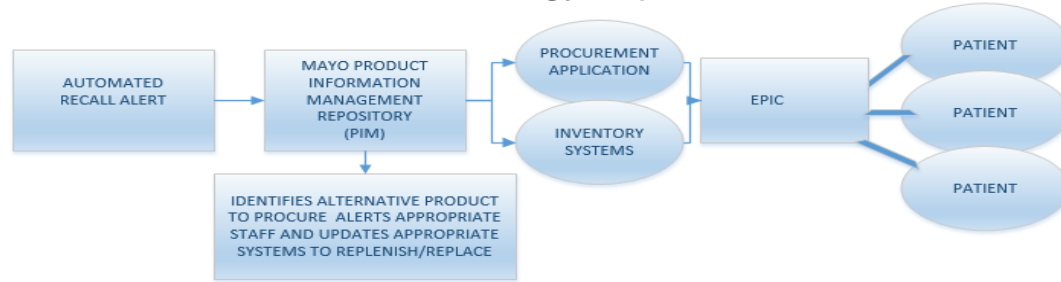 AUTOMATED
RECALL ALERT
MAYO PRODUCT
INFORMATION
MANAGEMENT
REPOSITORY
(PIM)
IDENTIFIES ALTERNATIVE PRODUCT
TO PROCURE ALERTS APPROPRIATE
STAFF AND UPDATES APPROPRIATE
SYSTEMS TO REPLENISH/REPLACE
PROCUREMENT
APPLICATION
INVENTORY
SYSTEMS
EPIC
PATIENT
PATIENT
PATIENT